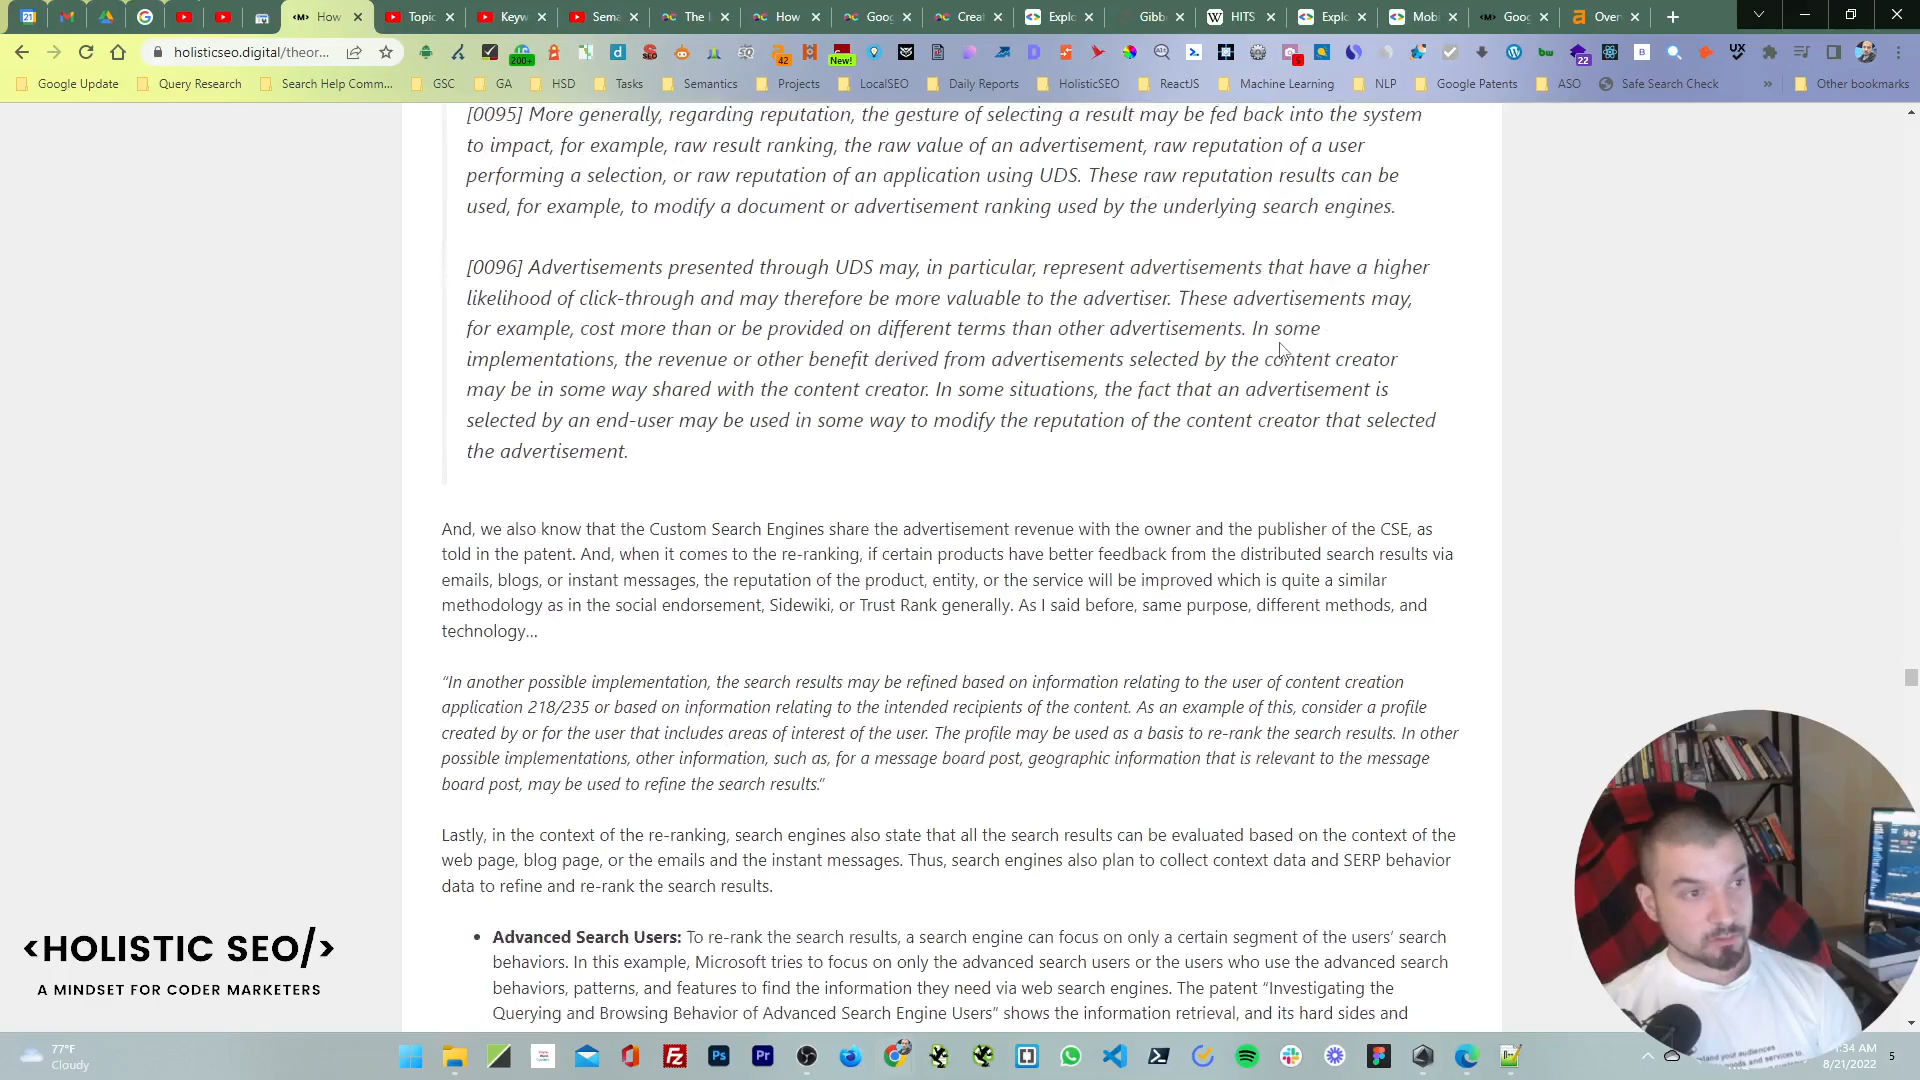 <M> How
Topic
Keyw
Sema
The I
How
Goog
Creat
Explo
Gibb
HITS
Explo
Mobi
<M> Goog
Over
holisticseo.digital/theor...
200+
42
New!
22
Google Update
Query Research
Search Help Comm...
GSC
GA
HSD
Tasks
Semantics
Projects
LocalSEO
Daily Reports
HolisticSEO
ReactJS
Machine Learning
NLP
Google Patents
ASO
Safe Search Check
Other bookmarks
[0095] More generally, regarding reputation, the gesture of selecting a result may be fed back into the system
to impact, for example, raw result ranking, the raw value of an advertisement, raw reputation of a user
performing a selection, or raw reputation of an application using UDS. These raw reputation results can be
used, for example, to modify a document or advertisement ranking used by the underlying search engines.
[0096] Advertisements presented through UDS may, in particular, represent advertisements that have a higher
likelihood of click-through and may therefore be more valuable to the advertiser. These advertisements may,
for example, cost more than or be provided on different terms than other advertisements. In some
implementations, the revenue or other benefit derived from advertisements selected by the content creator
may be in some way shared with the content creator. In some situations, the fact that an advertisement is
selected by an end-user may be used in some way to modify the reputation of the content creator that selected
the advertisement.
And, we also know that the Custom Search Engines share the advertisement revenue with the owner and the publisher of the CSE, as
told in the patent. And, when it comes to the re-ranking, if certain products have better feedback from the distributed search results via
emails, blogs, or instant messages, the reputation of the product, entity, or the service will be improved which is quite a similar
methodology as in the social endorsement, Sidewiki, or Trust Rank generally. As I said before, same purpose, different methods, and
technology...
“In another possible implementation, the search results may be refined based on information relating to the user of content creation
application 218/235 or based on information relating to the intended recipients of the content. As an example of this, consider a profile
created by or for the user that includes areas of interest of the user. The profile may be used as a basis to re-rank the search results. In other
possible implementations, other information, such as, for a message board post, geographic information that is relevant to the message
board post, may be used to refine the search results.”
Lastly, in the context of the re-ranking, search engines also state that all the search results can be evaluated based on the context of the
web page, blog page, or the emails and the instant messages. Thus, search engines also plan to collect context data and SERP behavior
data to refine and re-rank the search results.
Advanced Search Users: To re-rank the search results, a search engine can focus on only a certain segment of the users’ search
behaviors. In this example, Microsoft tries to focus on only the advanced search users or the users who use the advanced search
behaviors, patterns, and features to find the information they need via web search engines. The patent “Investigating the
Querying and Browsing Behavior of Advanced Search Engine Users” shows the information retrieval, and its hard sides and
<HOLISTIC SEO/>
A MINDSET FOR CODER MARKETERS
77°F
Cloudy
:34 AM
8/21/2022
5